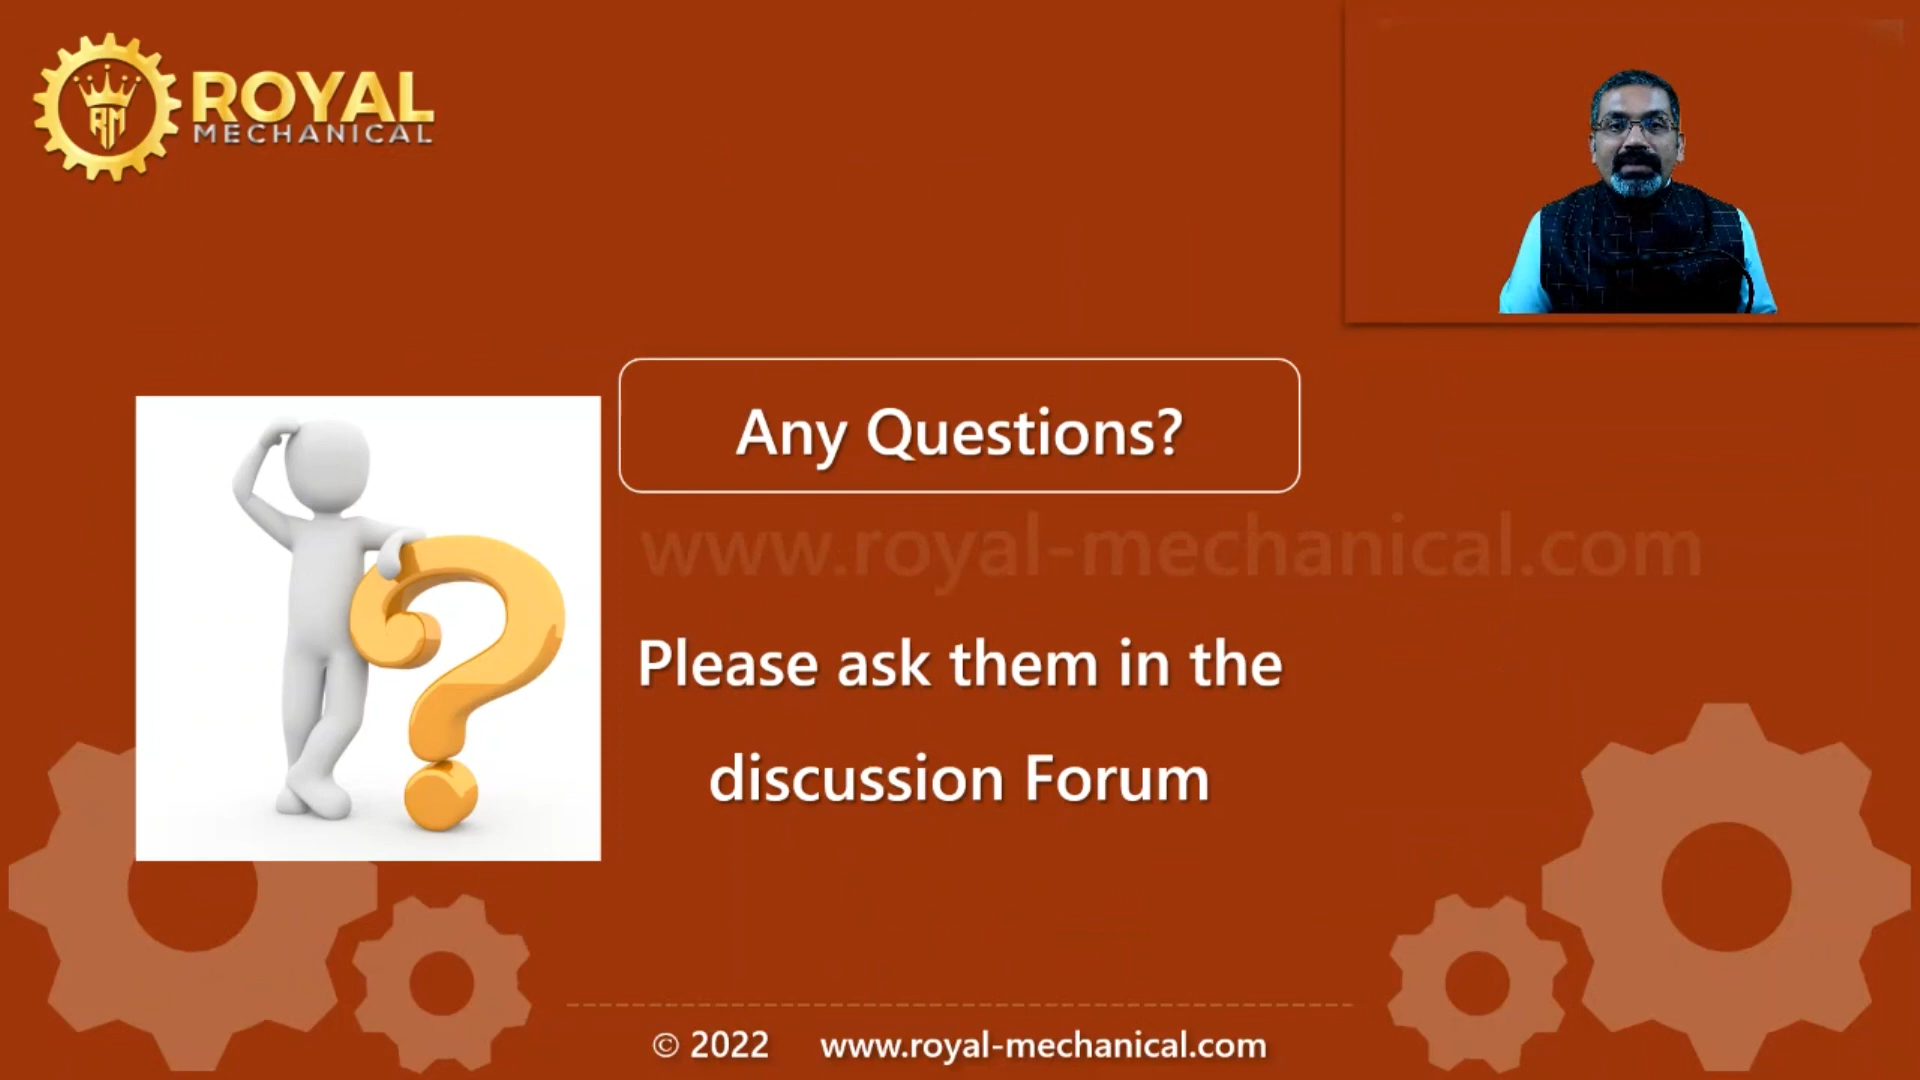 RM
ROYAL
MECHANICAL
Any Questions?
www.royal-mechanical.com
Please ask them in the
discussion Forum
© 2022 www.royal-mechanical.com